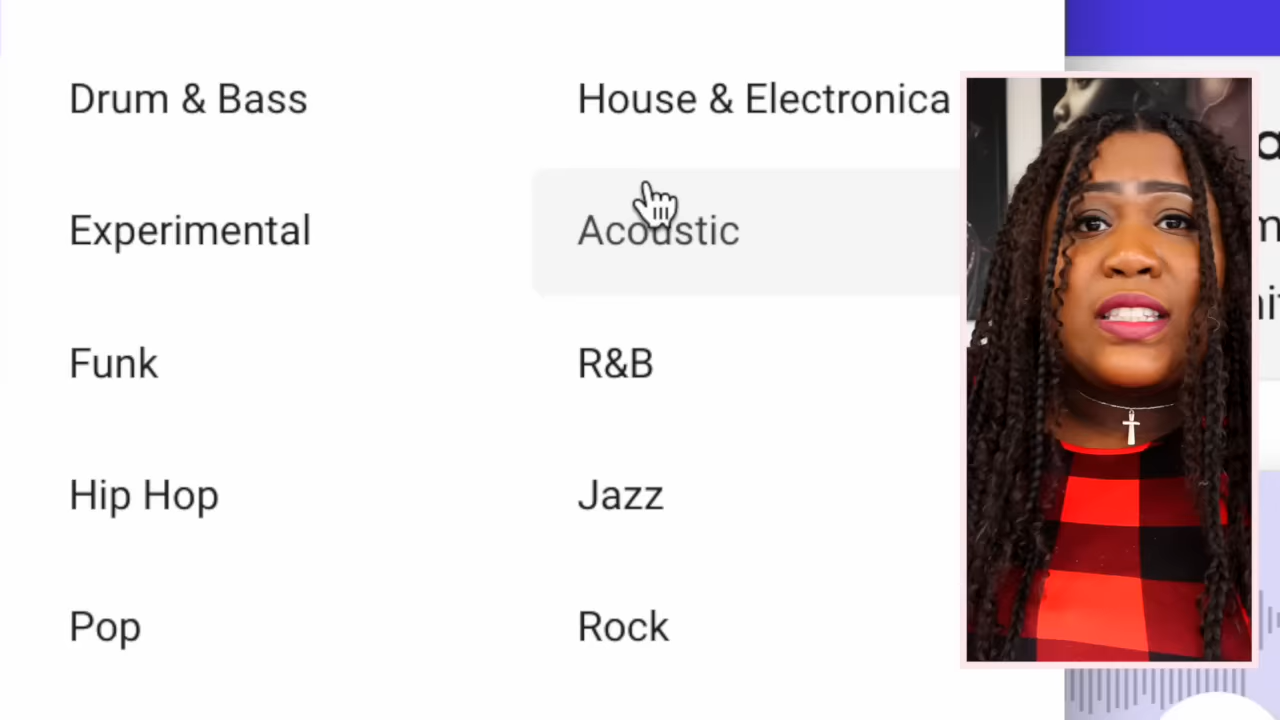 Drum & Bass
House & Electronica
Experimental
Acoustic
Funk
R&B
Hip Hop
Jazz
Pop
Rock